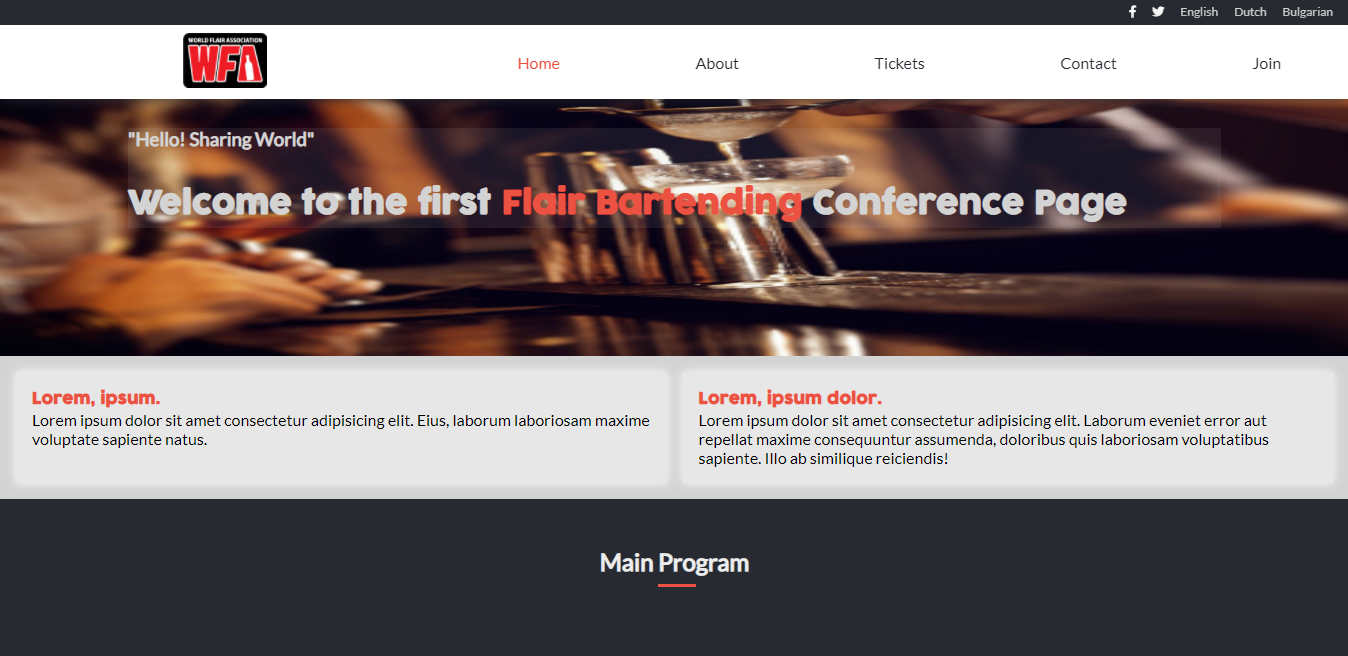 English Dutch Bulgarian
WORLD FLAIR ASSOCIATION
WFA
Home About Tickets Contact Join
"Hello! Sharing World"
Welcome to the first Flair Bartending Conference Page
Lorem, ipsum.
Lorem ipsum dolor sit amet consectetur adipisicing elit. Eius, laborum laboriosam maxime
voluptate sapiente natus.
Lorem, ipsum dolor.
Lorem ipsum dolor sit amet consectetur adipisicing elit. Laborum eveniet error aut
repellat maxime consequuntur assumenda, doloribus quis laboriosam voluptatibus
sapiente. Illo ab similique reiciendis!
Main Program